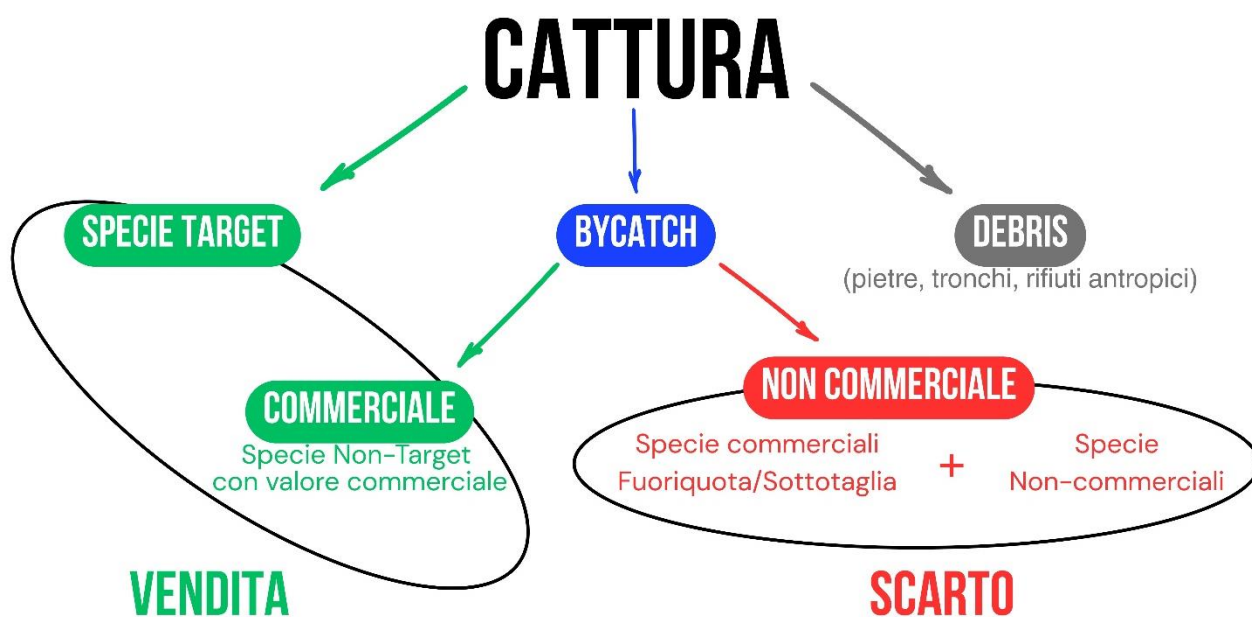 CATTURA
SPECIE TARGET
BYCATCH
DEBRIS
(pietre, tronchi, rifiuti antropici)
COMMERCIALE
Specie Non-Target
con valore commerciale
NON COMMERCIALE
Specie commerciali
Fuoriquota/Sottotaglia
+
Specie
Non-commerciali
VENDITA
SCARTO